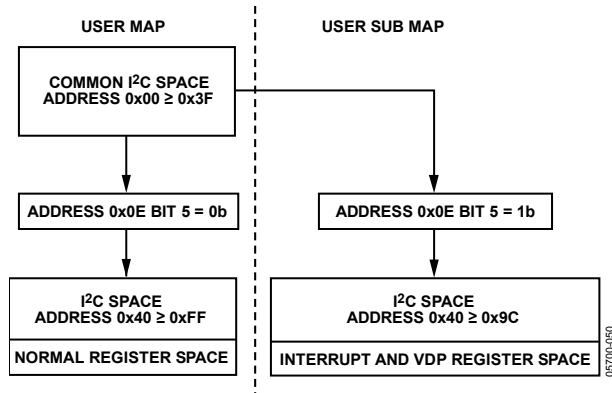 USER MAP
USER SUB MAP
COMMON I²C SPACE
ADDRESS 0x00 ≥ 0x3F
ADDRESS 0x0E BIT 5 = 0b
ADDRESS 0x0E BIT 5 = 1b
I²C SPACE
ADDRESS 0x40 ≥ 0xFF
NORMAL REGISTER SPACE
I²C SPACE
ADDRESS 0x40 ≥ 0x9C
INTERRUPT AND VDP REGISTER SPACE
05700-050